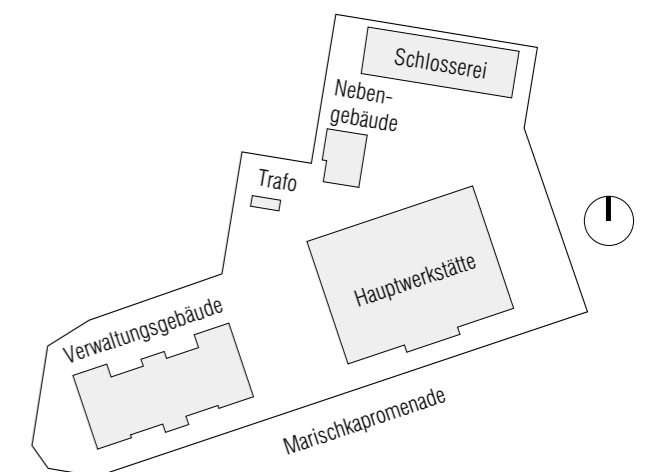 Schlosserei
Neben-
gebäude
Trafo
Hauptwerkstätte
Verwaltungsgebäude
Marischkapromenade